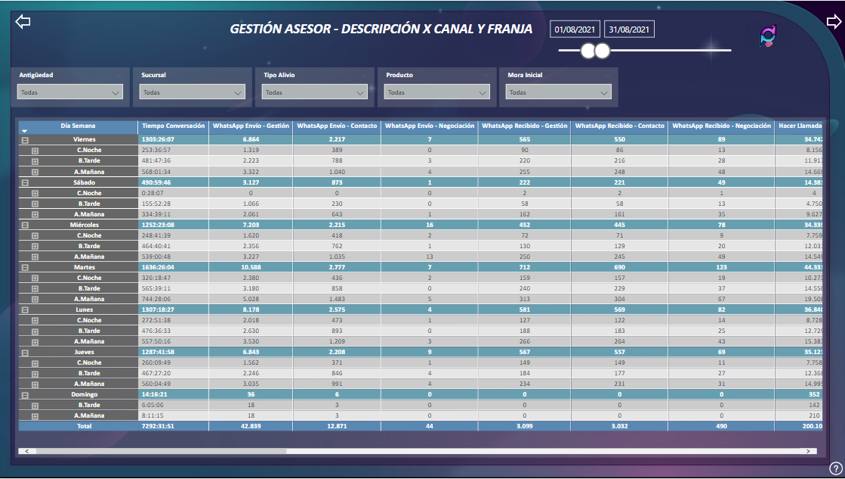 GESTIÓN ASESOR - DESCRIPCIÓN X CANAL Y FRANJA 01/08/2021 31/08/2021
Antigüedad Sucursal Tipo Alivio Producto Mora Inicial
Todas Todas Todas Todas Todas
Día Semana Tiempo Conversación WhatsApp Envío - Gestión WhatsApp Envío - Contacto WhatsApp Envío - Negociación WhatsApp Recibido - Gestión WhatsApp Recibido - Contacto WhatsApp Recibido - Negociación Hacer Llamada
Viernes 1303:26:07 6.864 2.217 7 565 550 89 34.742
C.Noche 253:36:57 1.319 389 0 90 86 13 8.156
B.Tarde 481:47:36 2.223 788 3 220 216 28 11.91
A.Mañana 568:01:34 3.322 1.040 4 255 248 48 14.66
Sábado 490:59:46 3.127 873 1 222 221 49 14.38
C.Noche 0:28:07 0 0 0 2 2 1 4
B.Tarde 155:52:28 1.066 230 0 58 58 13 4.750
A.Mañana 334:39:11 2.061 643 1 162 161 35 9.627
Miércoles 1252:23:08 7.203 2.215 16 452 445 78 34.33
C.Noche 248:41:39 1.620 418 2 72 71 9 7.759
B.Tarde 464:40:41 2.356 762 1 130 129 20 12.03
A.Mañana 539:00:48 3.227 1.035 13 250 245 49 14.54
Martes 1636:26:04 10.588 2.777 7 712 690 123 44.33
C.Noche 326:18:47 2.380 436 2 159 157 19 10.27
B.Tarde 565:39:11 3.180 858 0 240 229 37 14.55
A.Mañana 744:28:06 5.028 1.483 5 313 304 67 19.50
Lunes 1307:18:27 8.178 2.575 4 581 569 82 36.84
C.Noche 272:51:38 2.018 473 1 127 122 14 8.728
B.Tarde 476:36:33 2.630 893 0 188 183 25 12.72
A.Mañana 557:50:16 3.530 1.209 3 266 264 43 15.38
Jueves 1287:41:58 6.843 2.208 9 567 557 69 35.12
C.Noche 260:09:49 1.562 371 1 149 149 11 7.758
B.Tarde 467:27:20 2.246 846 4 184 177 27 12.36
A.Mañana 560:04:49 3.035 991 4 234 231 31 14.99
Domingo 14:16:21 36 6 0 0 0 0 352
B.Tarde 6:05:06 18 3 0 0 0 0 142
A.Mañana 8:11:15 18 3 0 0 0 0 210
Total 7292:31:51 42.839 12.871 44 3.099 3.032 490 200.10